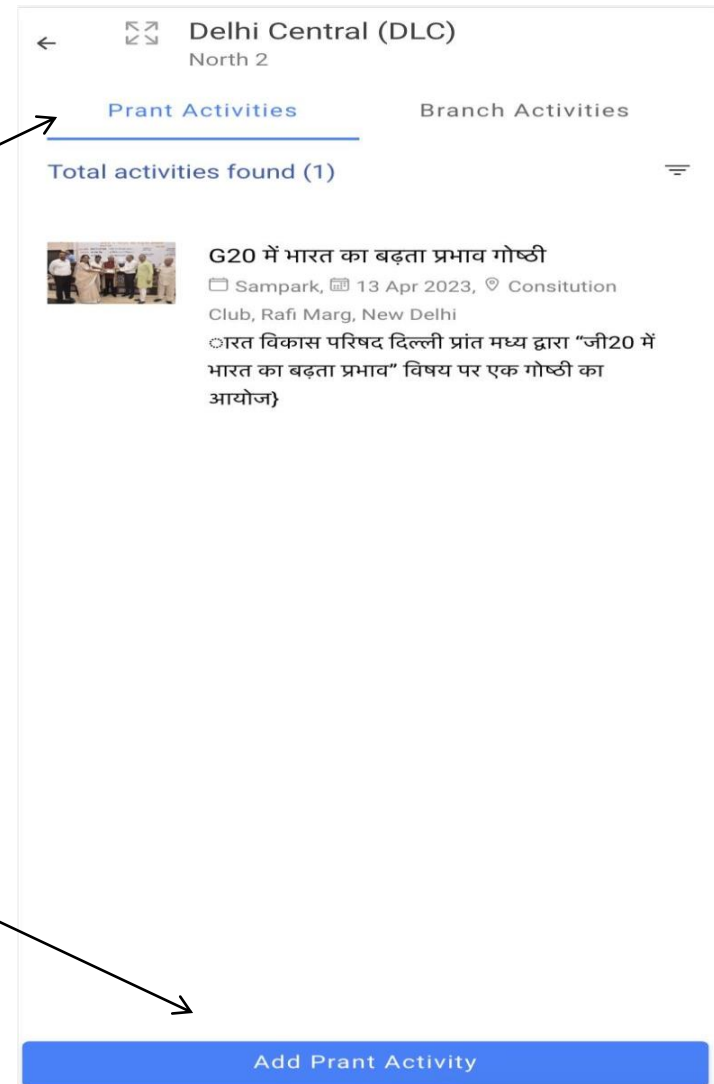 Delhi Central (DLC)
North 2
Prant Activities
Branch Activities
Total activities found (1)
G20 में भारत का बढ़ता प्रभाव गोष्ठी
Sampark, 13 Apr 2023, Consitution
Club, Rafi Marg, New Delhi
ारत विकास परिषद दिल्ली प्रांत मध्य द्वारा “जी20 में
भारत का बढ़ता प्रभाव” विषय पर एक गोष्ठी का
आयोज}
Add Prant Activity